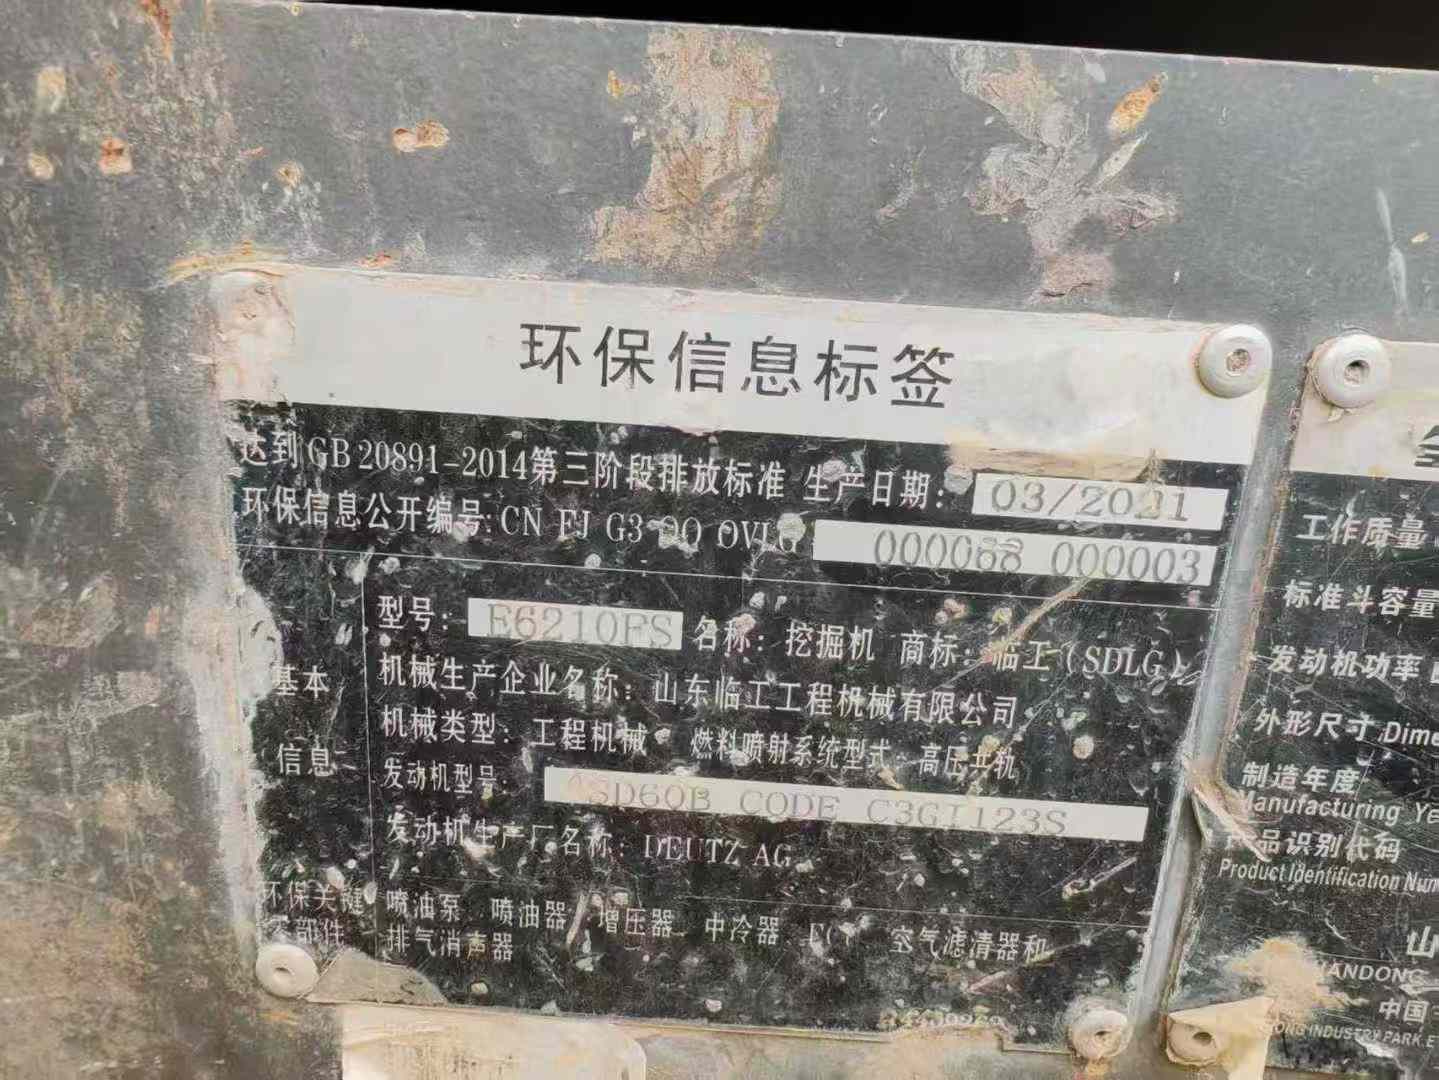 环保信息标签
达到GB 20891-2014第三阶段排放标准 生产日期: 03/2021
环保信息公开编号: CN FJ G3 00 0VLG 000068 000003
型号: E6210FS 名称: 挖掘机 商标: 临工(SDLG)
机械生产企业名称: 山东临工工程机械有限公司
机械类型: 工程机械 燃料喷射系统型式: 高压共轨
基本
信息
发动机型号: CODE C3GI123S
发动机生产厂名称: DEUTZ AG
环保关键
零部件
喷油泵 喷油器 增压器 中冷器 空气滤清器和
排气消声器
工作质量
标准斗容量
发动机功率
外形尺寸
制造年度
Manufacturing
产品识别代码
Product Identification
山
中国
INDUSTRY PARK